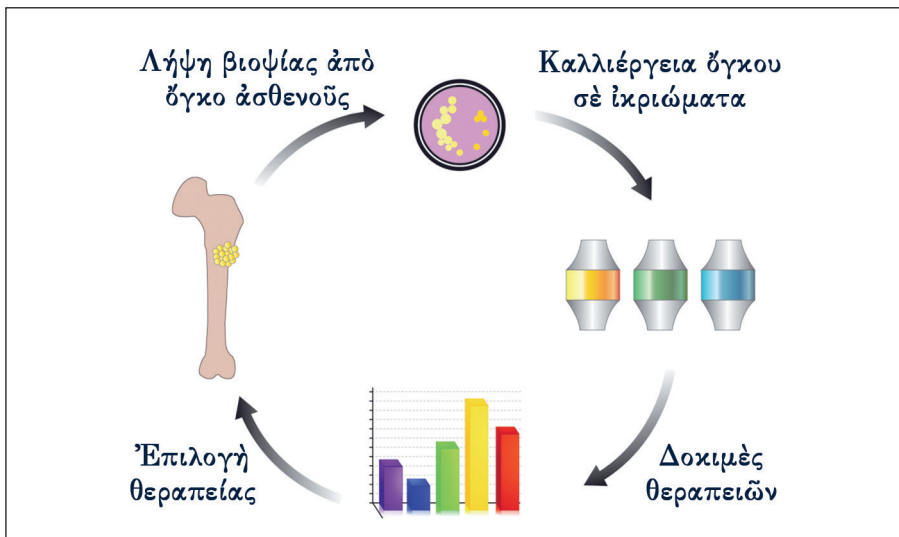 Λήψη βιοψίας ἀπὸ
ὄγκο ἀσθενοῦς
Καλλιέργεια ὄγκου
σὲ ἰκριώματα
Ἐπιλογὴ
θεραπείας
Δοκιμὲς
θεραπειῶν